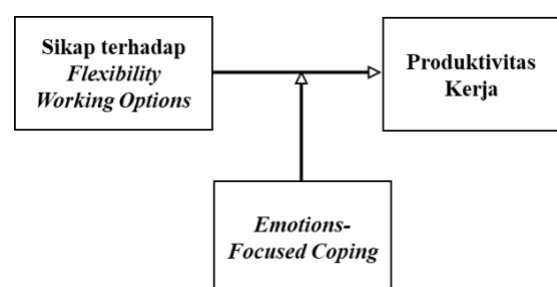 Sikap terhadap
Flexibility
Working Options
Produktivitas
Kerja
Emotions-
Focused Coping